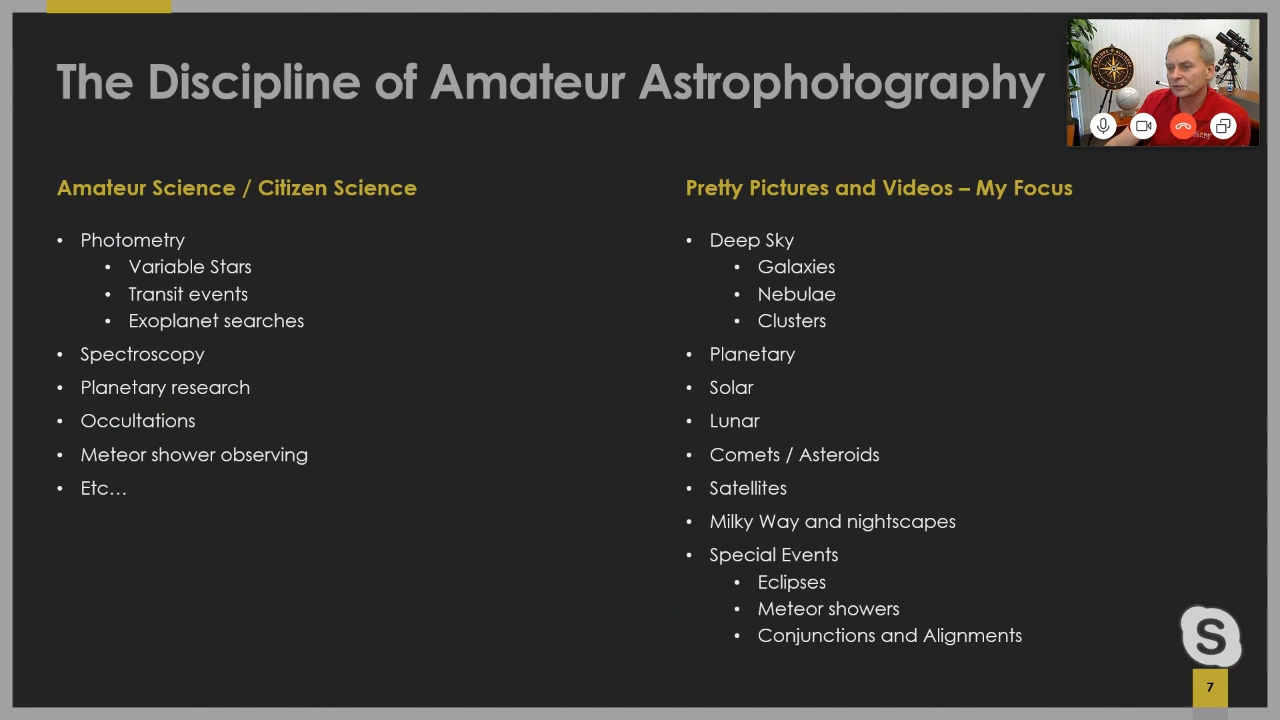 The Discipline of Amateur Astrophotography
Amateur Science / Citizen Science
• Photometry
• Variable Stars
• Transit events
• Exoplanet searches
• Spectroscopy
• Planetary research
• Occultations
• Meteor shower observing
• Etc…
Pretty Pictures and Videos – My Focus
• Deep Sky
• Galaxies
• Nebulae
• Clusters
• Planetary
• Solar
• Lunar
• Comets / Asteroids
• Satellites
• Milky Way and nightscapes
• Special Events
• Eclipses
• Meteor showers
• Conjunctions and Alignments
S
7